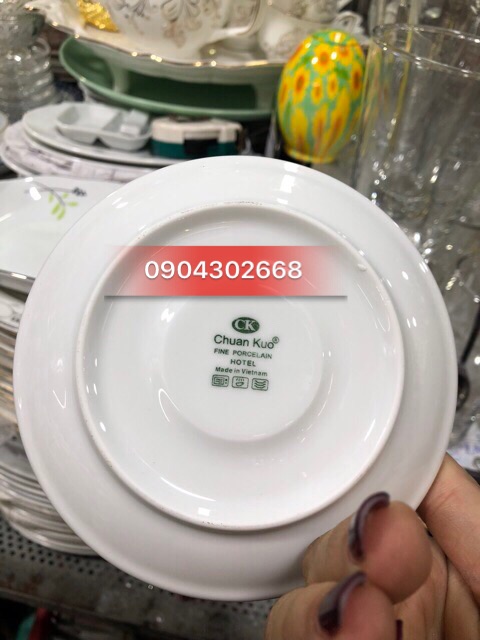 0904302668
CK
Chuan Kuo®
FINE PORCELAIN
HOTEL
Made in Vietnam